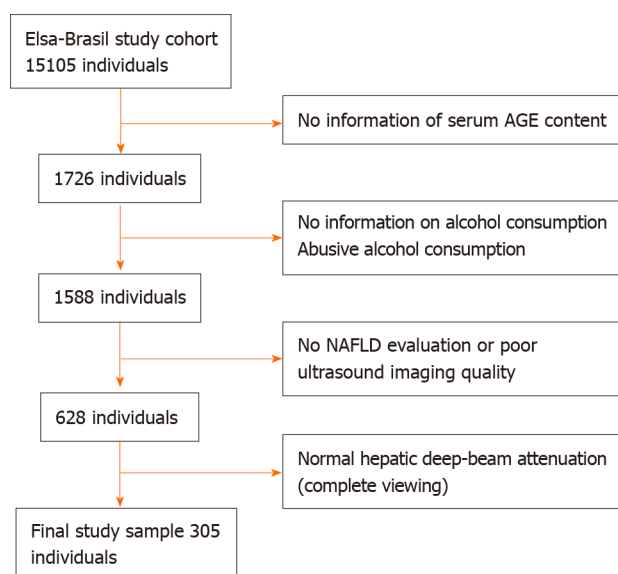 Elsa-Brasil study cohort
15105 individuals
No information of serum AGE content
1726 individuals
No information on alcohol consumption
Abusive alcohol consumption
1588 individuals
No NAFLD evaluation or poor
ultrasound imaging quality
628 individuals
Normal hepatic deep-beam attenuation
(complete viewing)
Final study sample 305
individuals